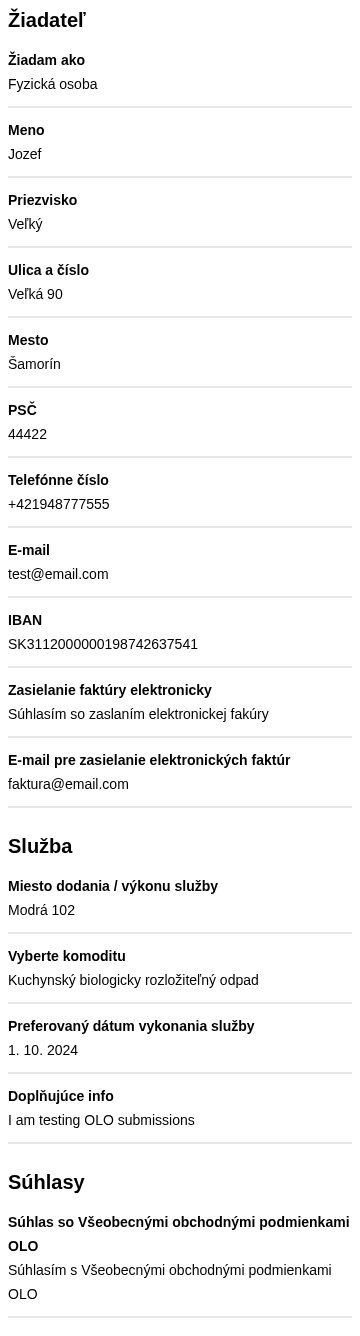 Žiadateľ
Žiadam ako
Fyzická osoba
Meno
Jozef
Priezvisko
Veľký
Ulica a číslo
Veľká 90
Mesto
Šamorín
PSČ
44422
Telefónne číslo
+421948777555
E-mail
test@email.com
IBAN
SK3112000000198742637541
Zasielanie faktúry elektronicky
Súhlasím so zaslaním elektronickej fakúry
E-mail pre zasielanie elektronických faktúr
faktura@email.com
Služba
Miesto dodania / výkonu služby
Modrá 102
Vyberte komoditu
Kuchynský biologicky rozložiteľný odpad
Preferovaný dátum vykonania služby
1. 10. 2024
Doplňujúce info
I am testing OLO submissions
Súhlasy
Súhlas so Všeobecnými obchodnými podmienkami
OLO
Súhlasím s Všeobecnými obchodnými podmienkami
OLO